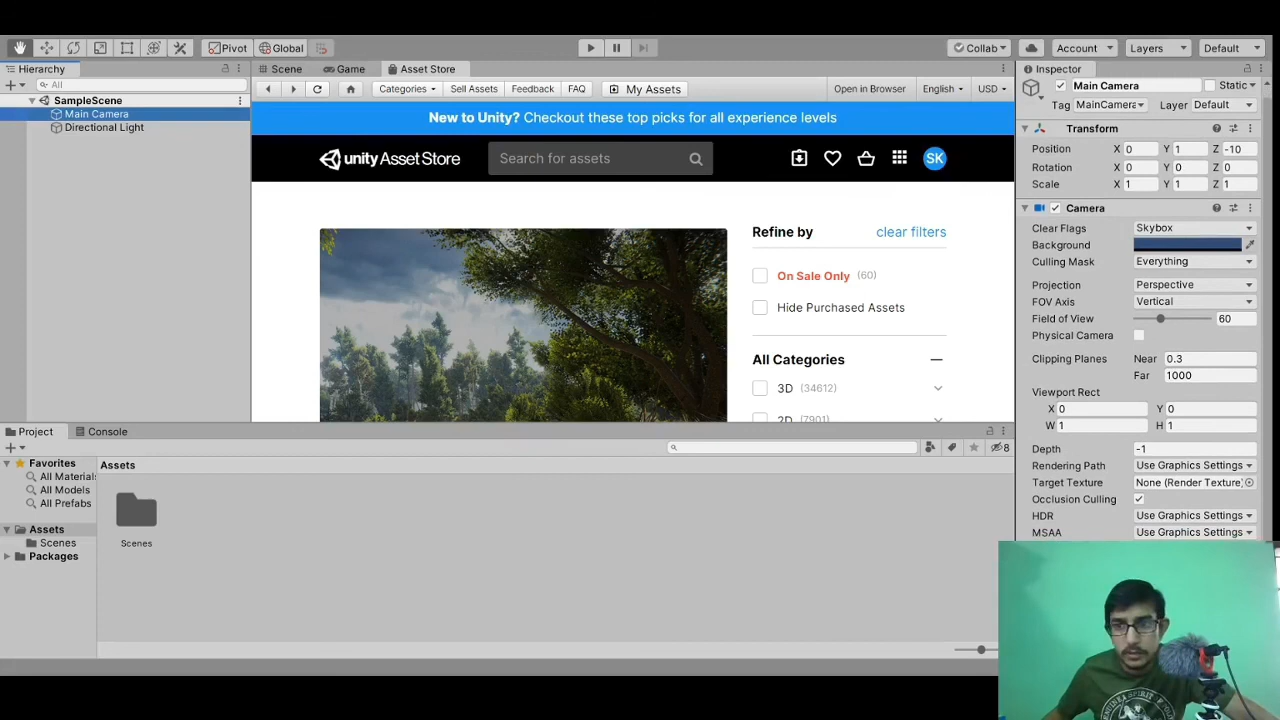 Pivot Global Collab Account Layers Default
Hierarchy Scene Game Asset Store Inspector
All
Categories Sell Assets Feedback FAQ My Assets Open in Browser English USD
SampleScene
Main Camera
Directional Light
New to Unity? Checkout these top picks for all experience levels
unity Asset Store Search for assets SK
Refine by clear filters
On Sale Only (60)
Hide Purchased Assets
All Categories
3D (34612)
2D (7901)
Main Camera Static
Tag MainCamera Layer Default
Transform
Position X 0 Y 1 Z -10
Rotation X 0 Y 0 Z 0
Scale X 1 Y 1 Z 1
Camera
Clear Flags Skybox
Background
Culling Mask Everything
Projection Perspective
FOV Axis Vertical
Field of View 60
Physical Camera
Clipping Planes Near 0.3
Far 1000
Viewport Rect
X 0 Y 0
W 1 H 1
Depth -1
Rendering Path Use Graphics Settings
Target Texture None (Render Texture)
Occlusion Culling
HDR Use Graphics Settings
MSAA Use Graphics Settings
Project Console
8
Favorites
All Materials
All Models
All Prefabs
Assets
Scenes
Packages
Assets
Scenes